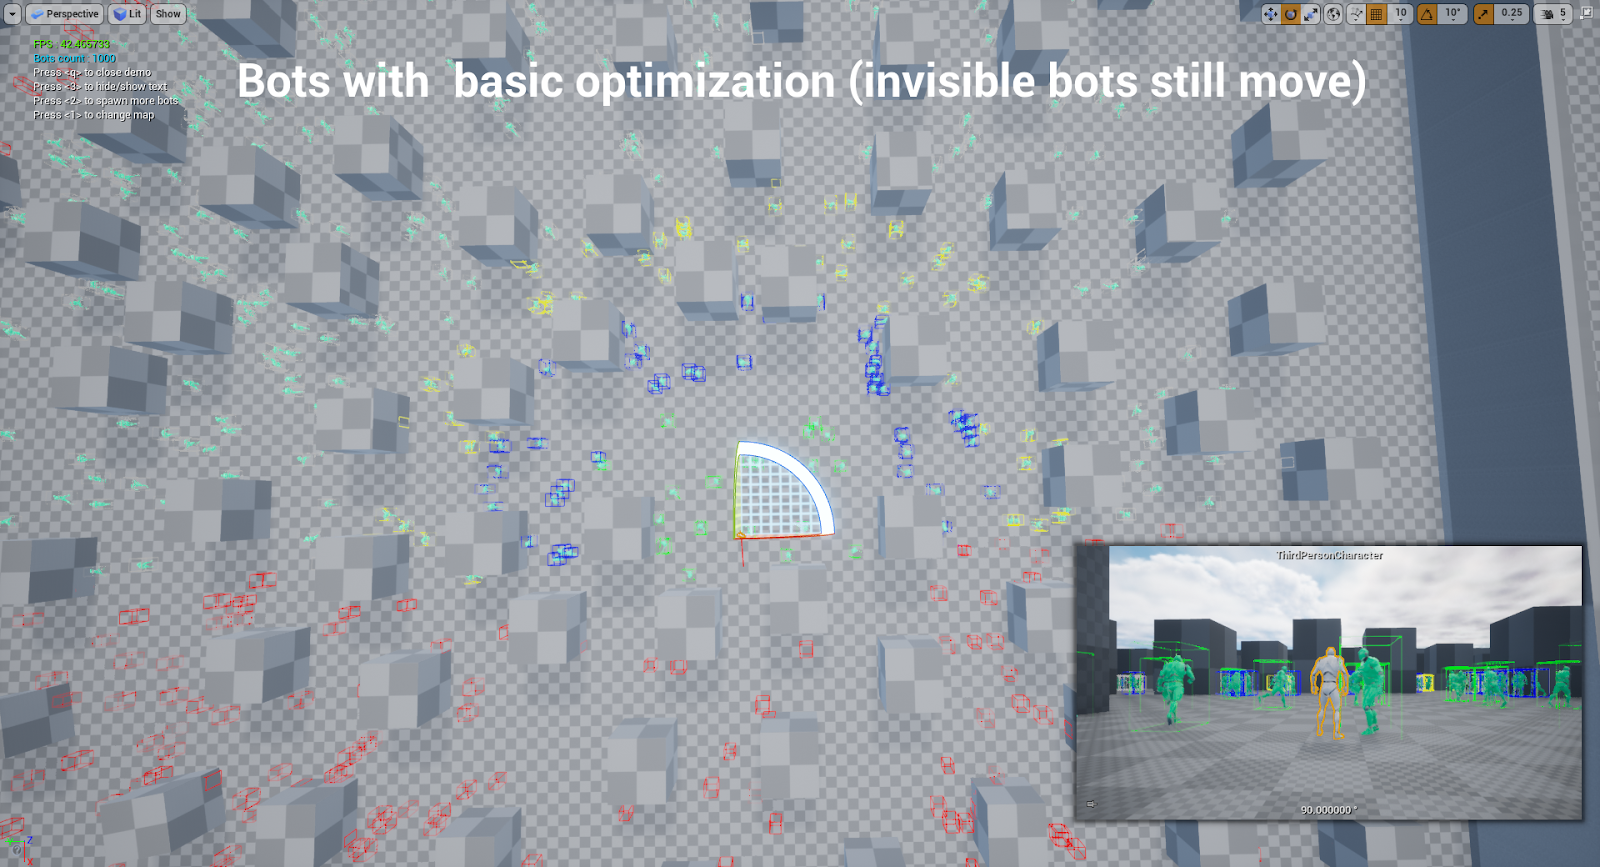 Perspective Lit Show
10 10° 0.25 5
FPS : 42.465733
Bots count : 1000
Press <q> to close demo
Press <3> to hide/show text
Press <2> to spawn more bots
Press <1> to change map
Bots with basic optimization (invisible bots still move)
ThirdPersonCharacter
90.000000 °
Z
X